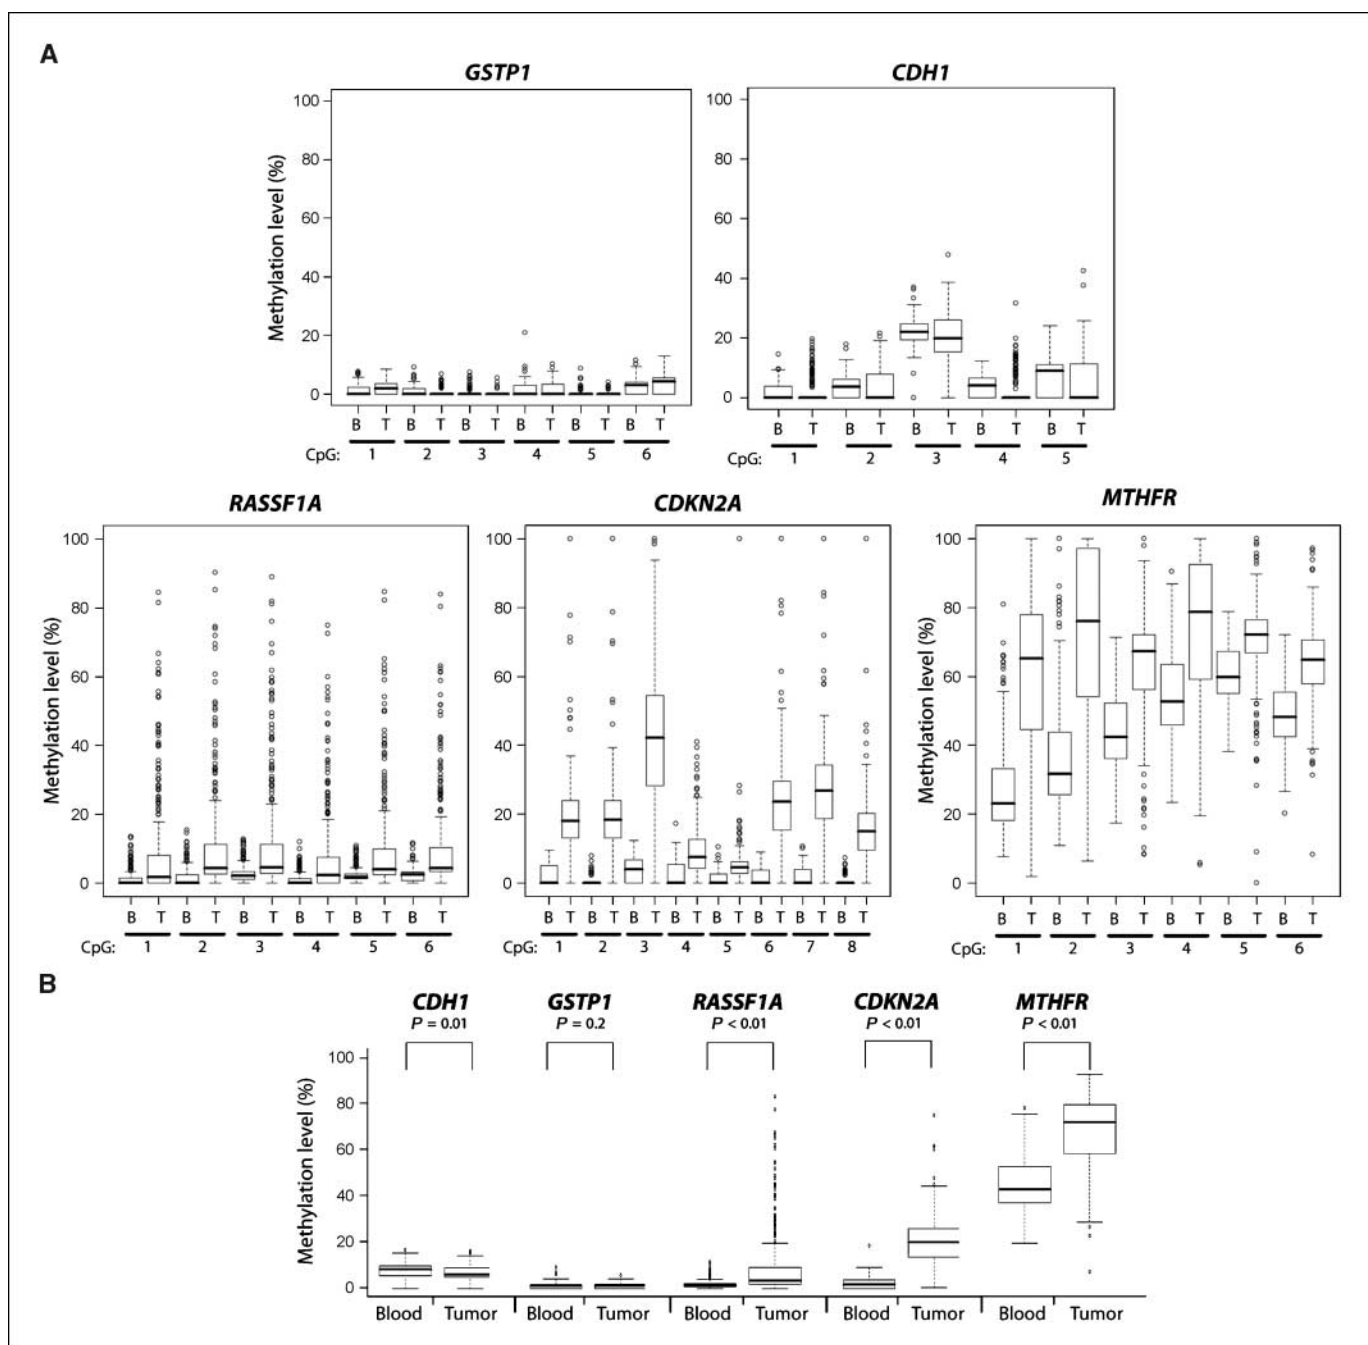 A
GSTP1
CDH1
Methylation level (%)
100
80
60
40
20
0
100
80
60
40
20
0
B T B T B T B T B T B T
CpG: 1 2 3 4 5 6
B T B T B T B T B T
CpG: 1 2 3 4 5
RASSF1A
CDKN2A
MTHFR
Methylation level (%)
100
80
60
40
20
0
100
80
60
40
20
0
Methylation level (%)
100
80
60
40
20
0
B T B T B T B T B T B T
CpG: 1 2 3 4 5 6
B T B T B T B T B T B T B T B T
CpG: 1 2 3 4 5 6 7 8
B T B T B T B T B T B T
CpG: 1 2 3 4 5 6
B
CDH1 GSTP1 RASSF1A CDKN2A MTHFR
P = 0.01 P = 0.2 P < 0.01 P < 0.01 P < 0.01
Methylation level (%)
100
80
60
40
20
0
Blood Tumor Blood Tumor Blood Tumor Blood Tumor Blood Tumor